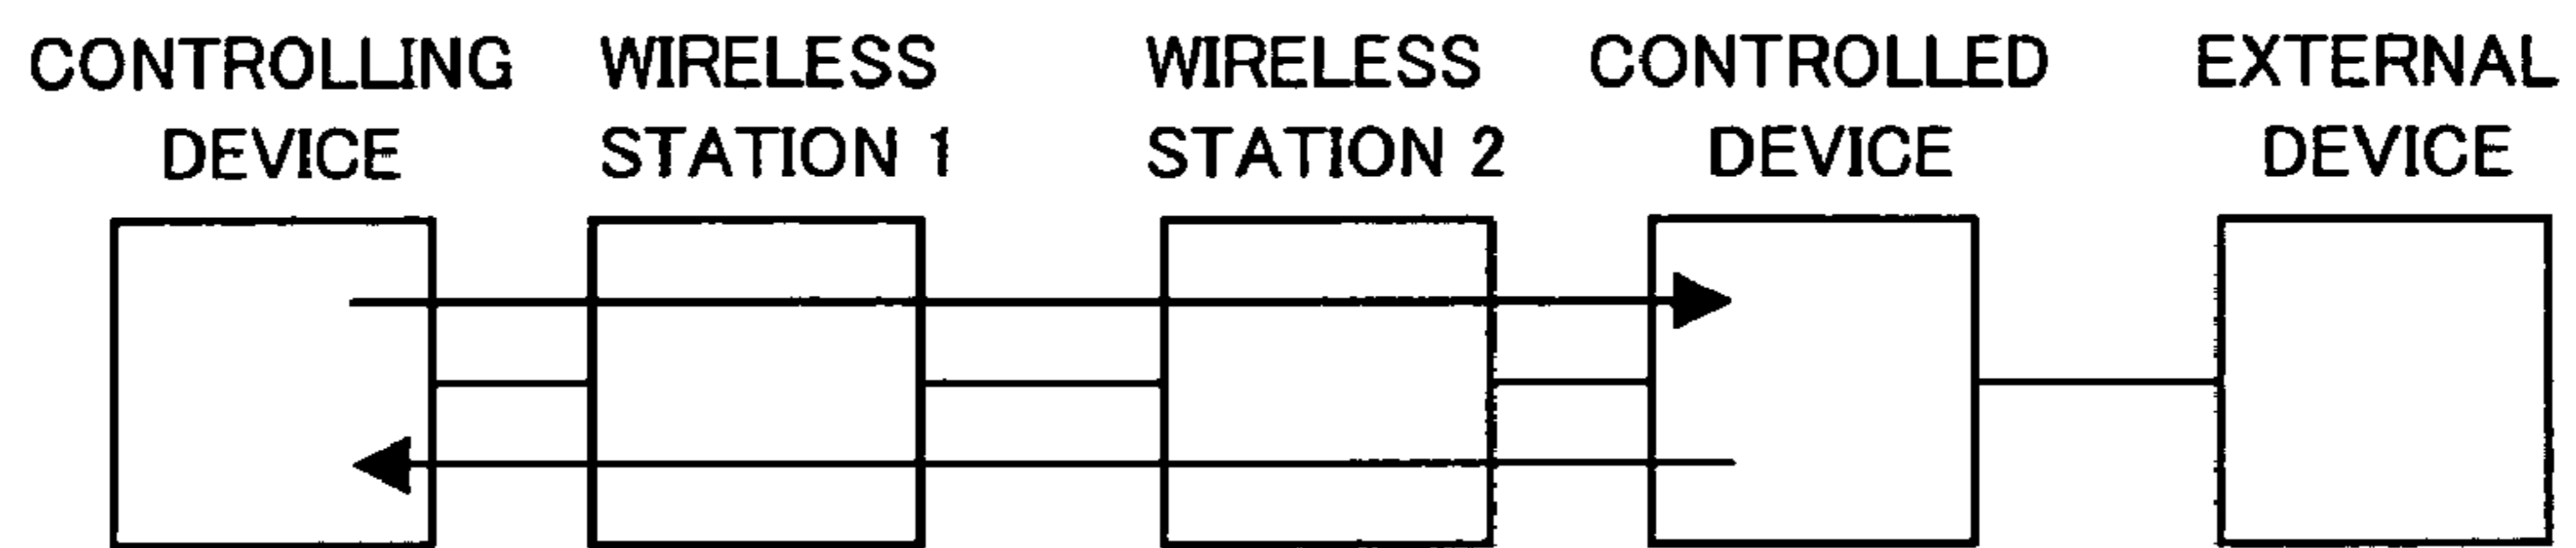 CONTROLLING DEVICE
WIRELESS STATION 1
WIRELESS STATION 2
CONTROLLED DEVICE
EXTERNAL DEVICE